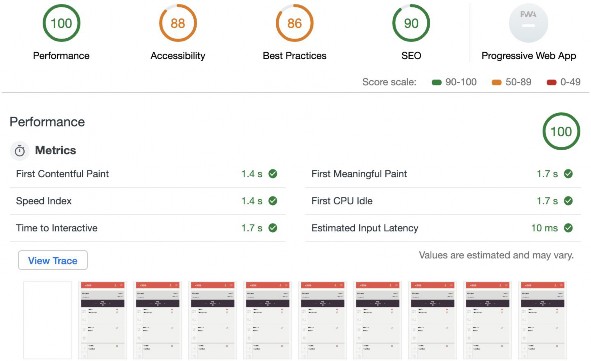 100
88
86
90
PWA
Performance
Accessibility
Best Practices
SEO
Progressive Web App
Score scale: 90-100 50-89 0-49
Performance
100
Metrics
First Contentful Paint 1.4 s
First Meaningful Paint 1.7 s
Speed Index 1.4 s
First CPU Idle 1.7 s
Time to Interactive 1.7 s
Estimated Input Latency 10 ms
View Trace
Values are estimated and may vary.